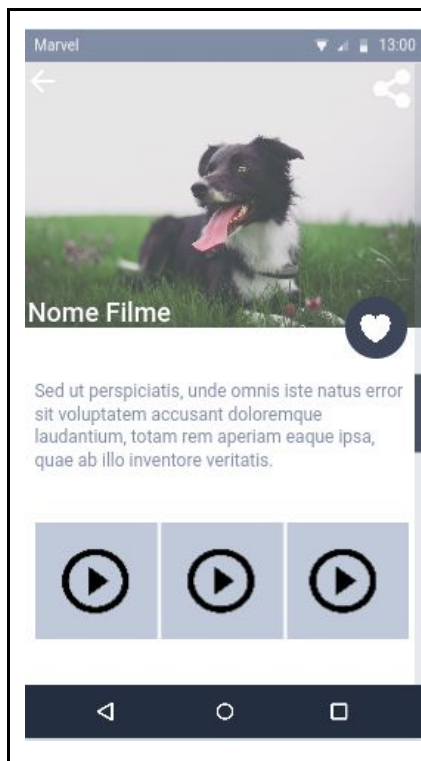 Marvel 13:00
Nome Filme
Sed ut perspiciatis, unde omnis iste natus error
sit voluptatem accusant doloremque
laudantium, totam rem aperiam eaque ipsa,
quae ab illo inventore veritatis.